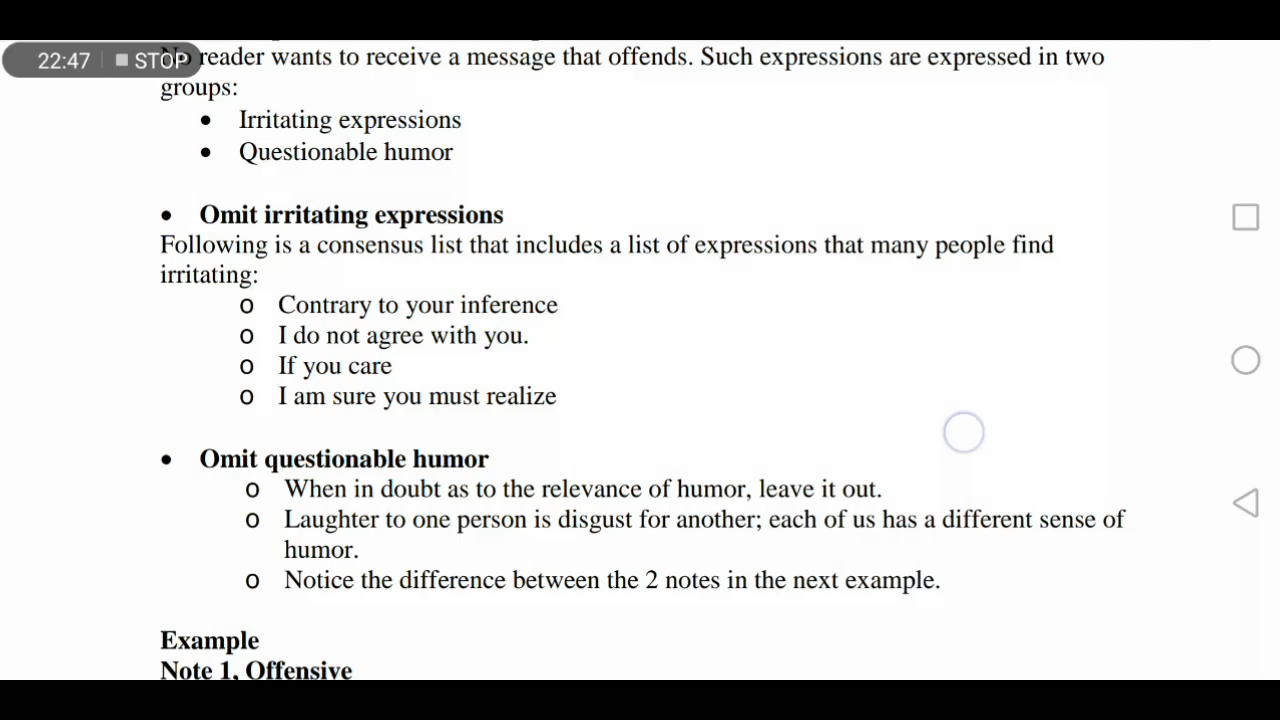 22:47 STOP
No reader wants to receive a message that offends. Such expressions are expressed in two
groups:
• Irritating expressions
• Questionable humor
• Omit irritating expressions
Following is a consensus list that includes a list of expressions that many people find
irritating:
o Contrary to your inference
o I do not agree with you.
o If you care
o I am sure you must realize
• Omit questionable humor
o When in doubt as to the relevance of humor, leave it out.
o Laughter to one person is disgust for another; each of us has a different sense of
humor.
o Notice the difference between the 2 notes in the next example.
Example
Note 1, Offensive